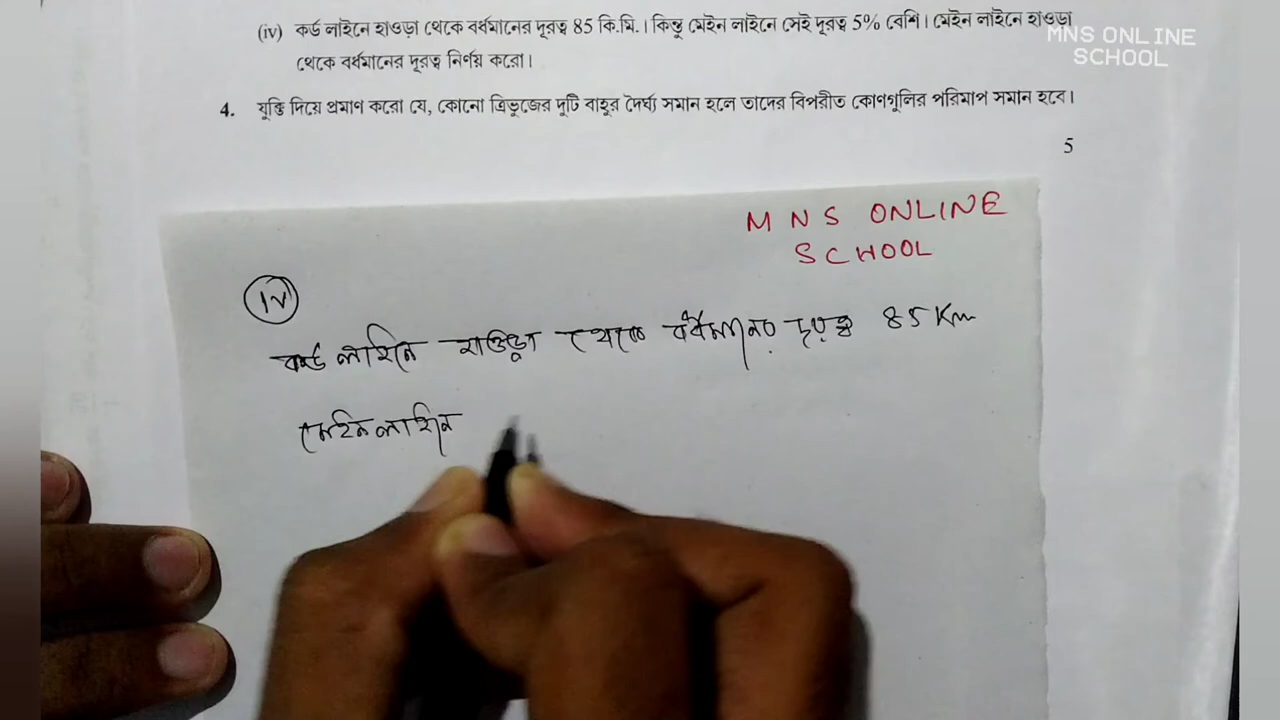 (iv) কর্ড লাইনে হাওড়া থেকে বর্ধমানের দূরত্ব 85 কি.মি.। কিন্তু মেইন লাইনে সেই দূরত্ব 5% বেশি। মেইন লাইনে হাওড়া
থেকে বর্ধমানের দূরত্ব নির্ণয় করো।
MNS ONLINE
SCHOOL
4. যুক্তি দিয়ে প্রমাণ করো যে, কোনো ত্রিভুজের দুটি বাহুর দৈর্ঘ্য সমান হলে তাদের বিপরীত কোণগুলির পরিমাপ সমান হবে।
5
MNS ONLINE
SCHOOL
iv
কর্ড লাইনে হাওড়া থেকে বর্ধমানের দূরত্ব 85 Km
মেইন লাইনে